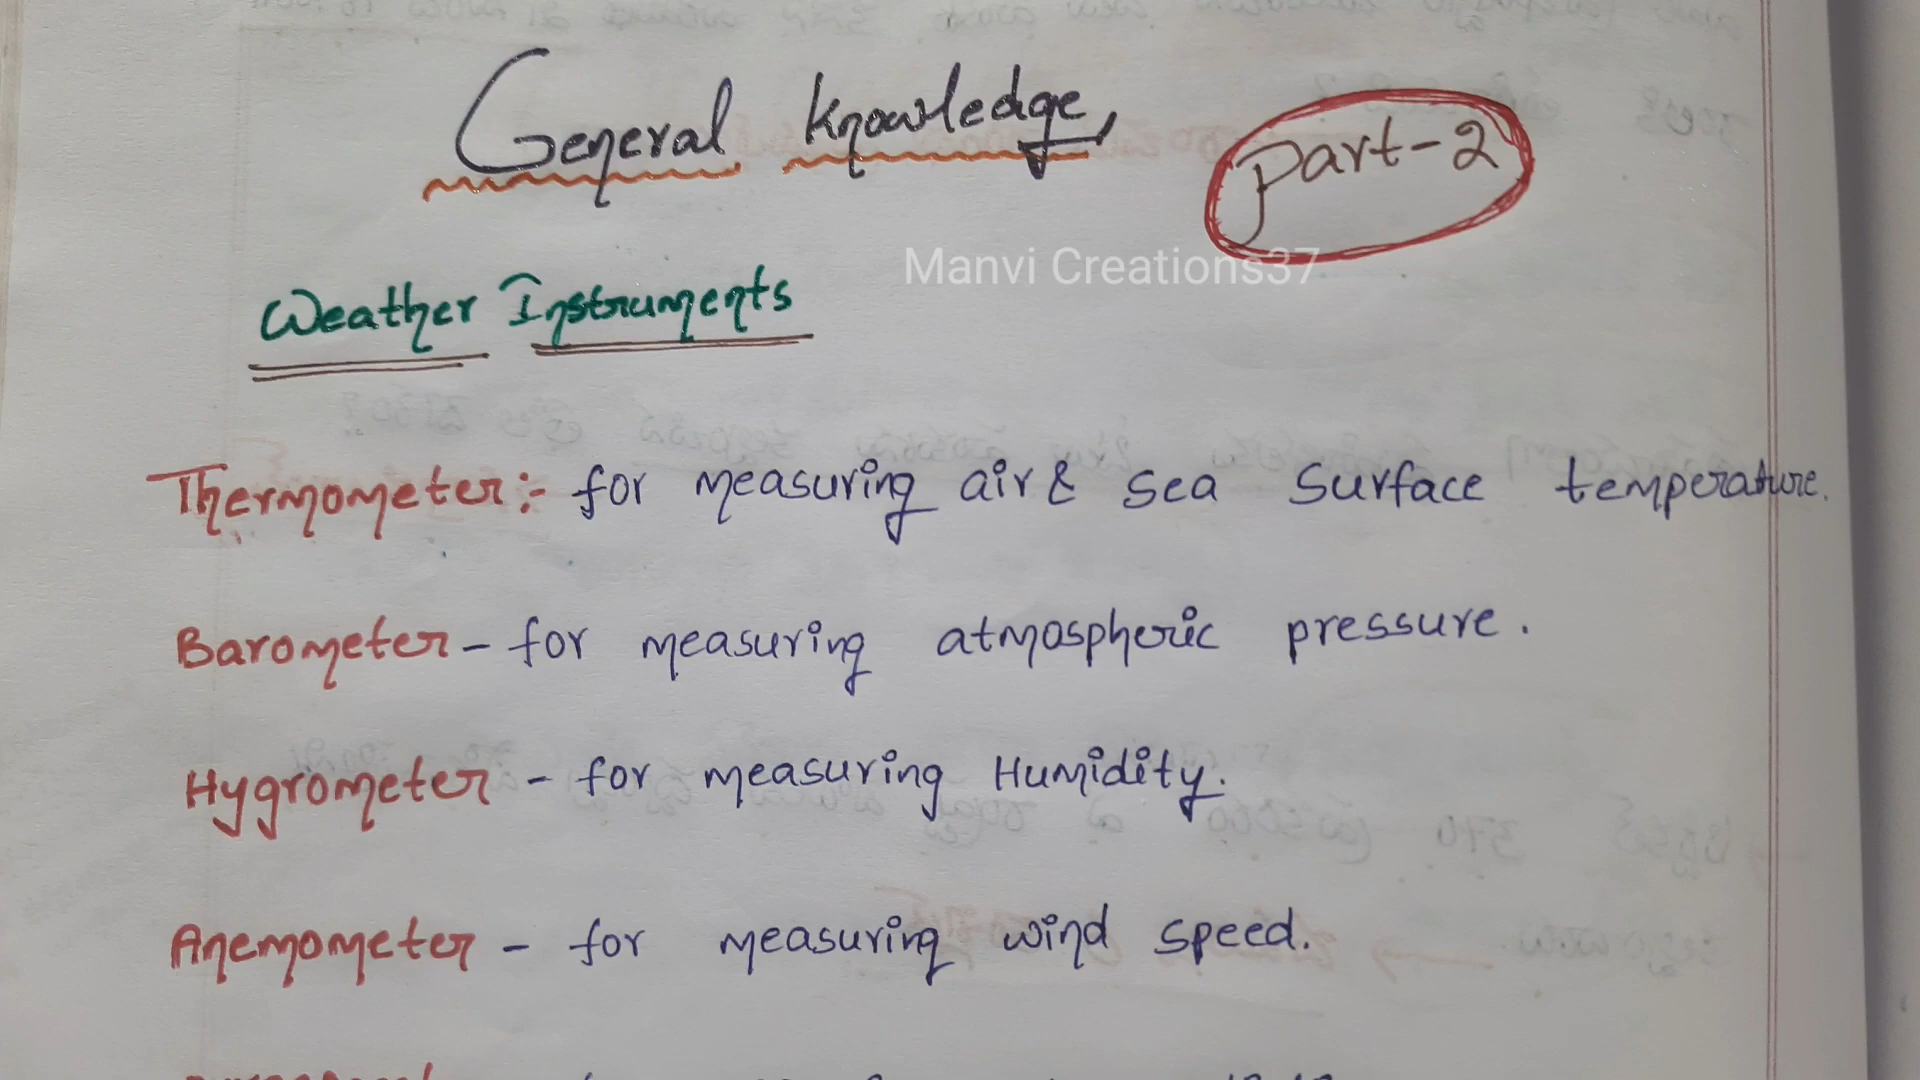 General Knowledge,
Part-2
Manvi Creations37
Weather Instruments
Thermometer:- for measuring air & sea surface temperature.
Barometer - for measuring atmospheric pressure.
Hygrometer - for measuring Humidity.
Anemometer - for measuring wind speed.